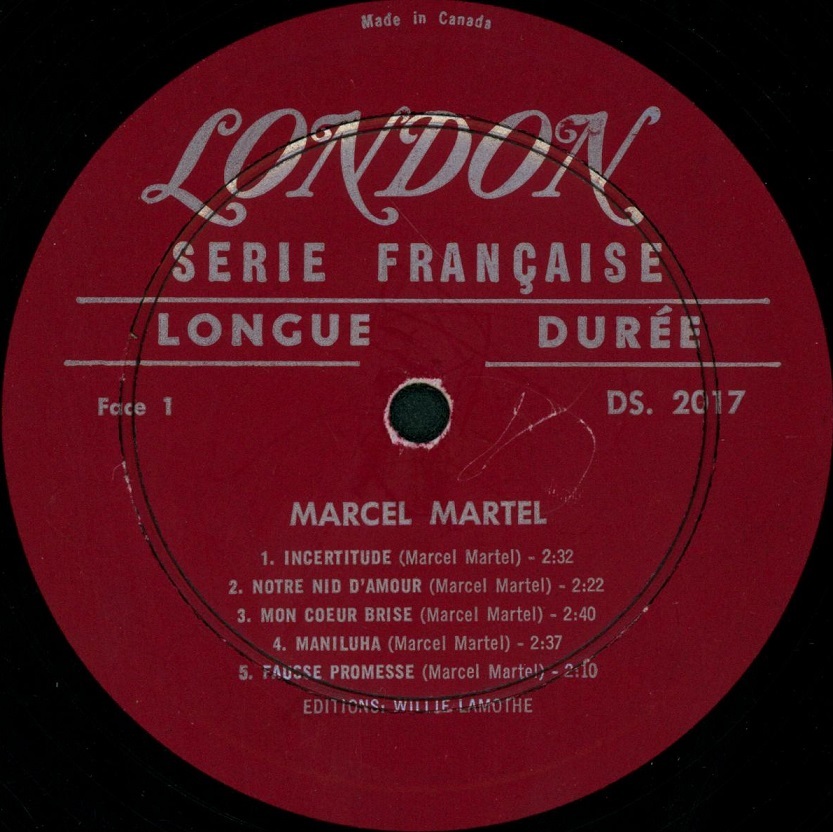 Made in Canada
LONDON
SERIE FRANÇAISE
LONGUE DURÉE
Face 1 DS. 2017
MARCEL MARTEL
1. INCERTITUDE (Marcel Martel) - 2:32
2. NOTRE NID D'AMOUR (Marcel Martel) - 2:22
3. MON COEUR BRISE (Marcel Martel) - 2:40
4. MANILUHA (Marcel Martel) - 2:37
5. FAUSSE PROMESSE (Marcel Martel) - 2:10
EDITIONS: WILLIE LAMOTHE